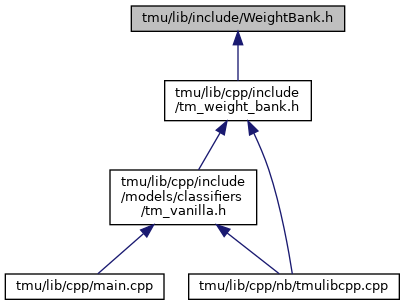 tmu/lib/include/WeightBank.h
tmu/lib/cpp/include
/tm_weight_bank.h
tmu/lib/cpp/include
/models/classifiers
/tm_vanilla.h
tmu/lib/cpp/main.cpp
tmu/lib/cpp/nb/tmulibcpp.cpp